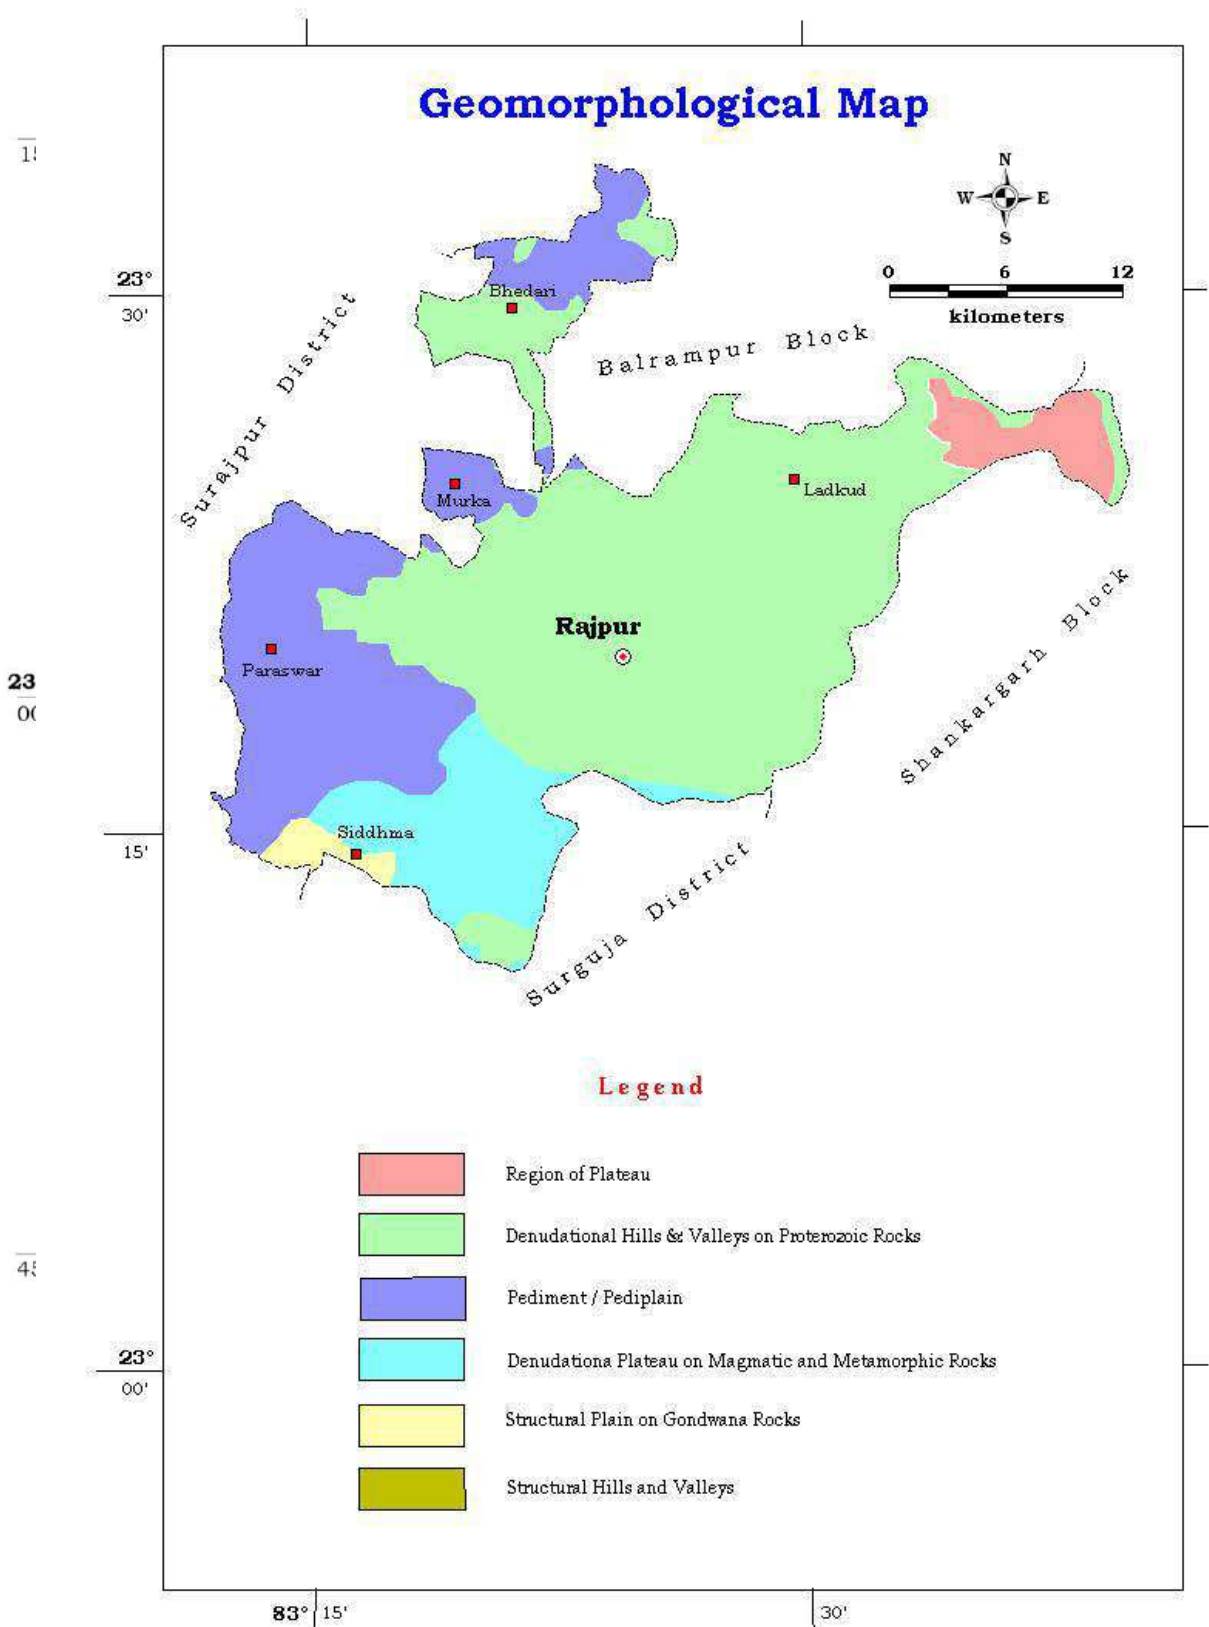 Geomorphological Map
15
N
W E
S
0 6 12
kilometers
23°
30'
Bhedari
Surajpur District
Balrampur Block
Murka
Ladkud
Rajpur
Paraswar
Shankargarh Block
23
00
Siddhma
15'
Surguja District
Legend
Region of Plateau
Denudational Hills & Valleys on Proterozoic Rocks
Pediment / Pediplain
Denudationa Plateau on Magmatic and Metamorphic Rocks
Structural Plain on Gondwana Rocks
Structural Hills and Valleys
45
23°
00'
83° 15' 30'